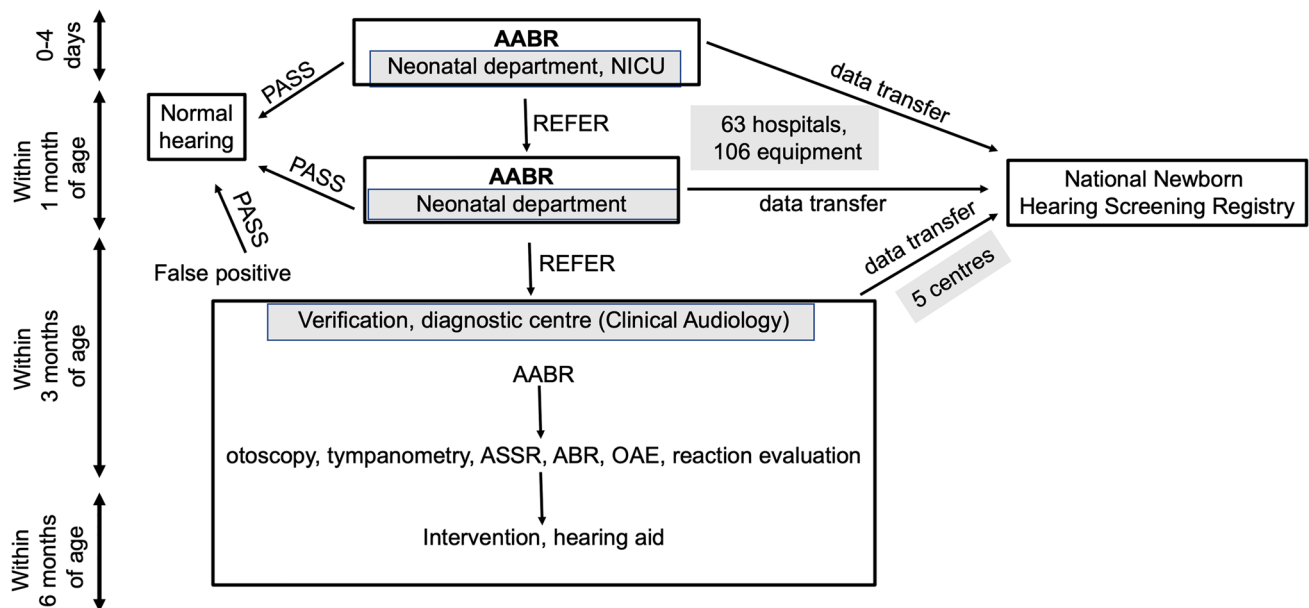 0-4
days
AABR
Neonatal department, NICU
PASS
data transfer
Normal
hearing
REFER
63 hospitals,
106 equipment
Within
1 month
of age
PASS
AABR
Neonatal department
data transfer
National Newborn
Hearing Screening Registry
PASS
False positive
REFER
data transfer
5 centres
Within
3 months
of age
Verification, diagnostic centre (Clinical Audiology)
AABR
otoscopy, tympanometry, ASSR, ABR, OAE, reaction evaluation
Within
6 months
of age
Intervention, hearing aid